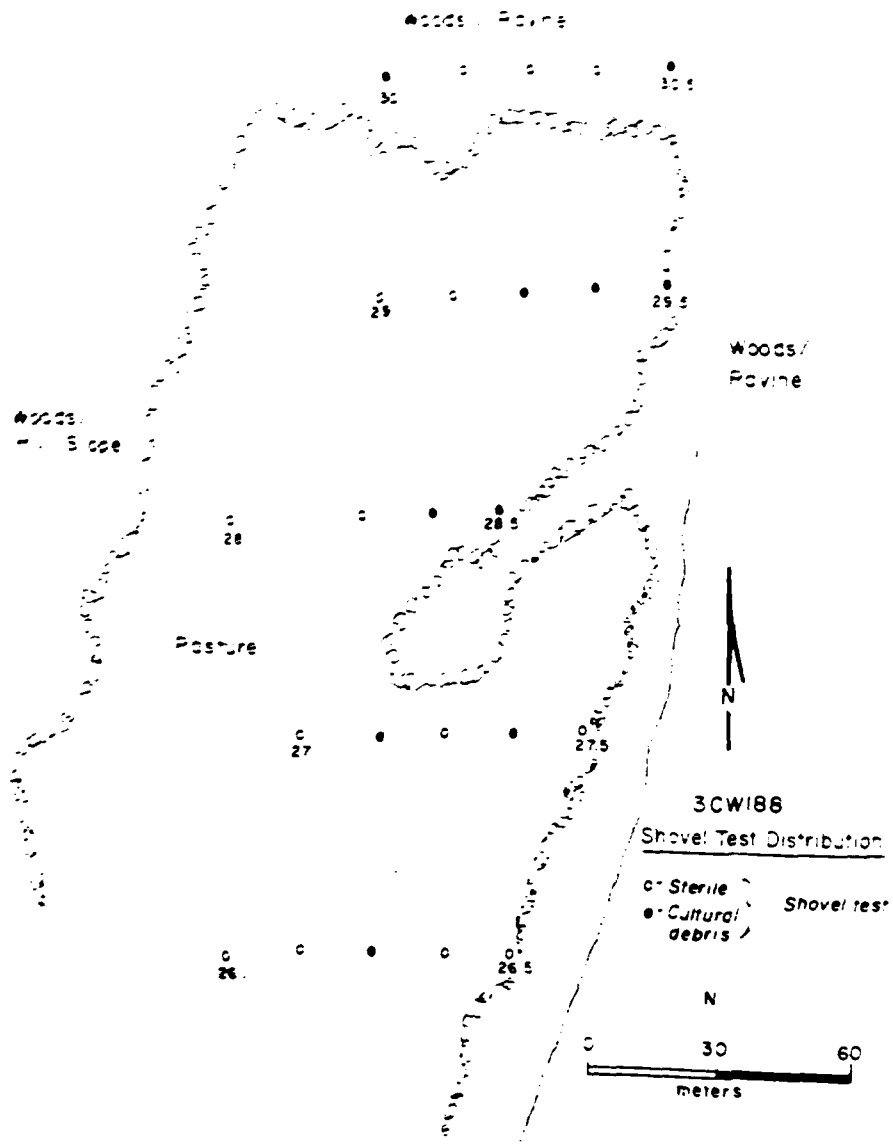 Woods / Ravine
30
30.5
29
29.5
Woods /
Ravine
Woods /
Slope
28
28.5
Pasture
N
27
27.5
3CW188
Shovel Test Distribution
o - Sterile
Shovel test
● - Cultural
debris
26
26.5
N
0 30 60
meters